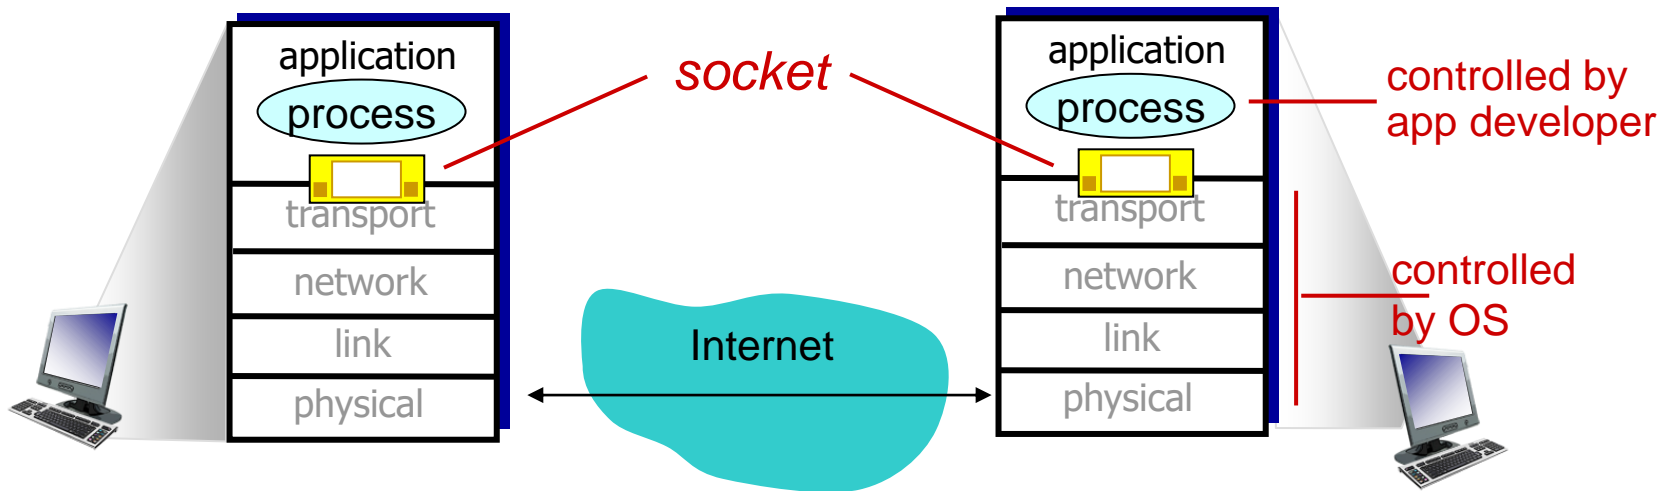 application
process
transport
network
link
physical
socket
Internet
application
process
transport
network
link
physical
controlled by
app developer
controlled
by OS